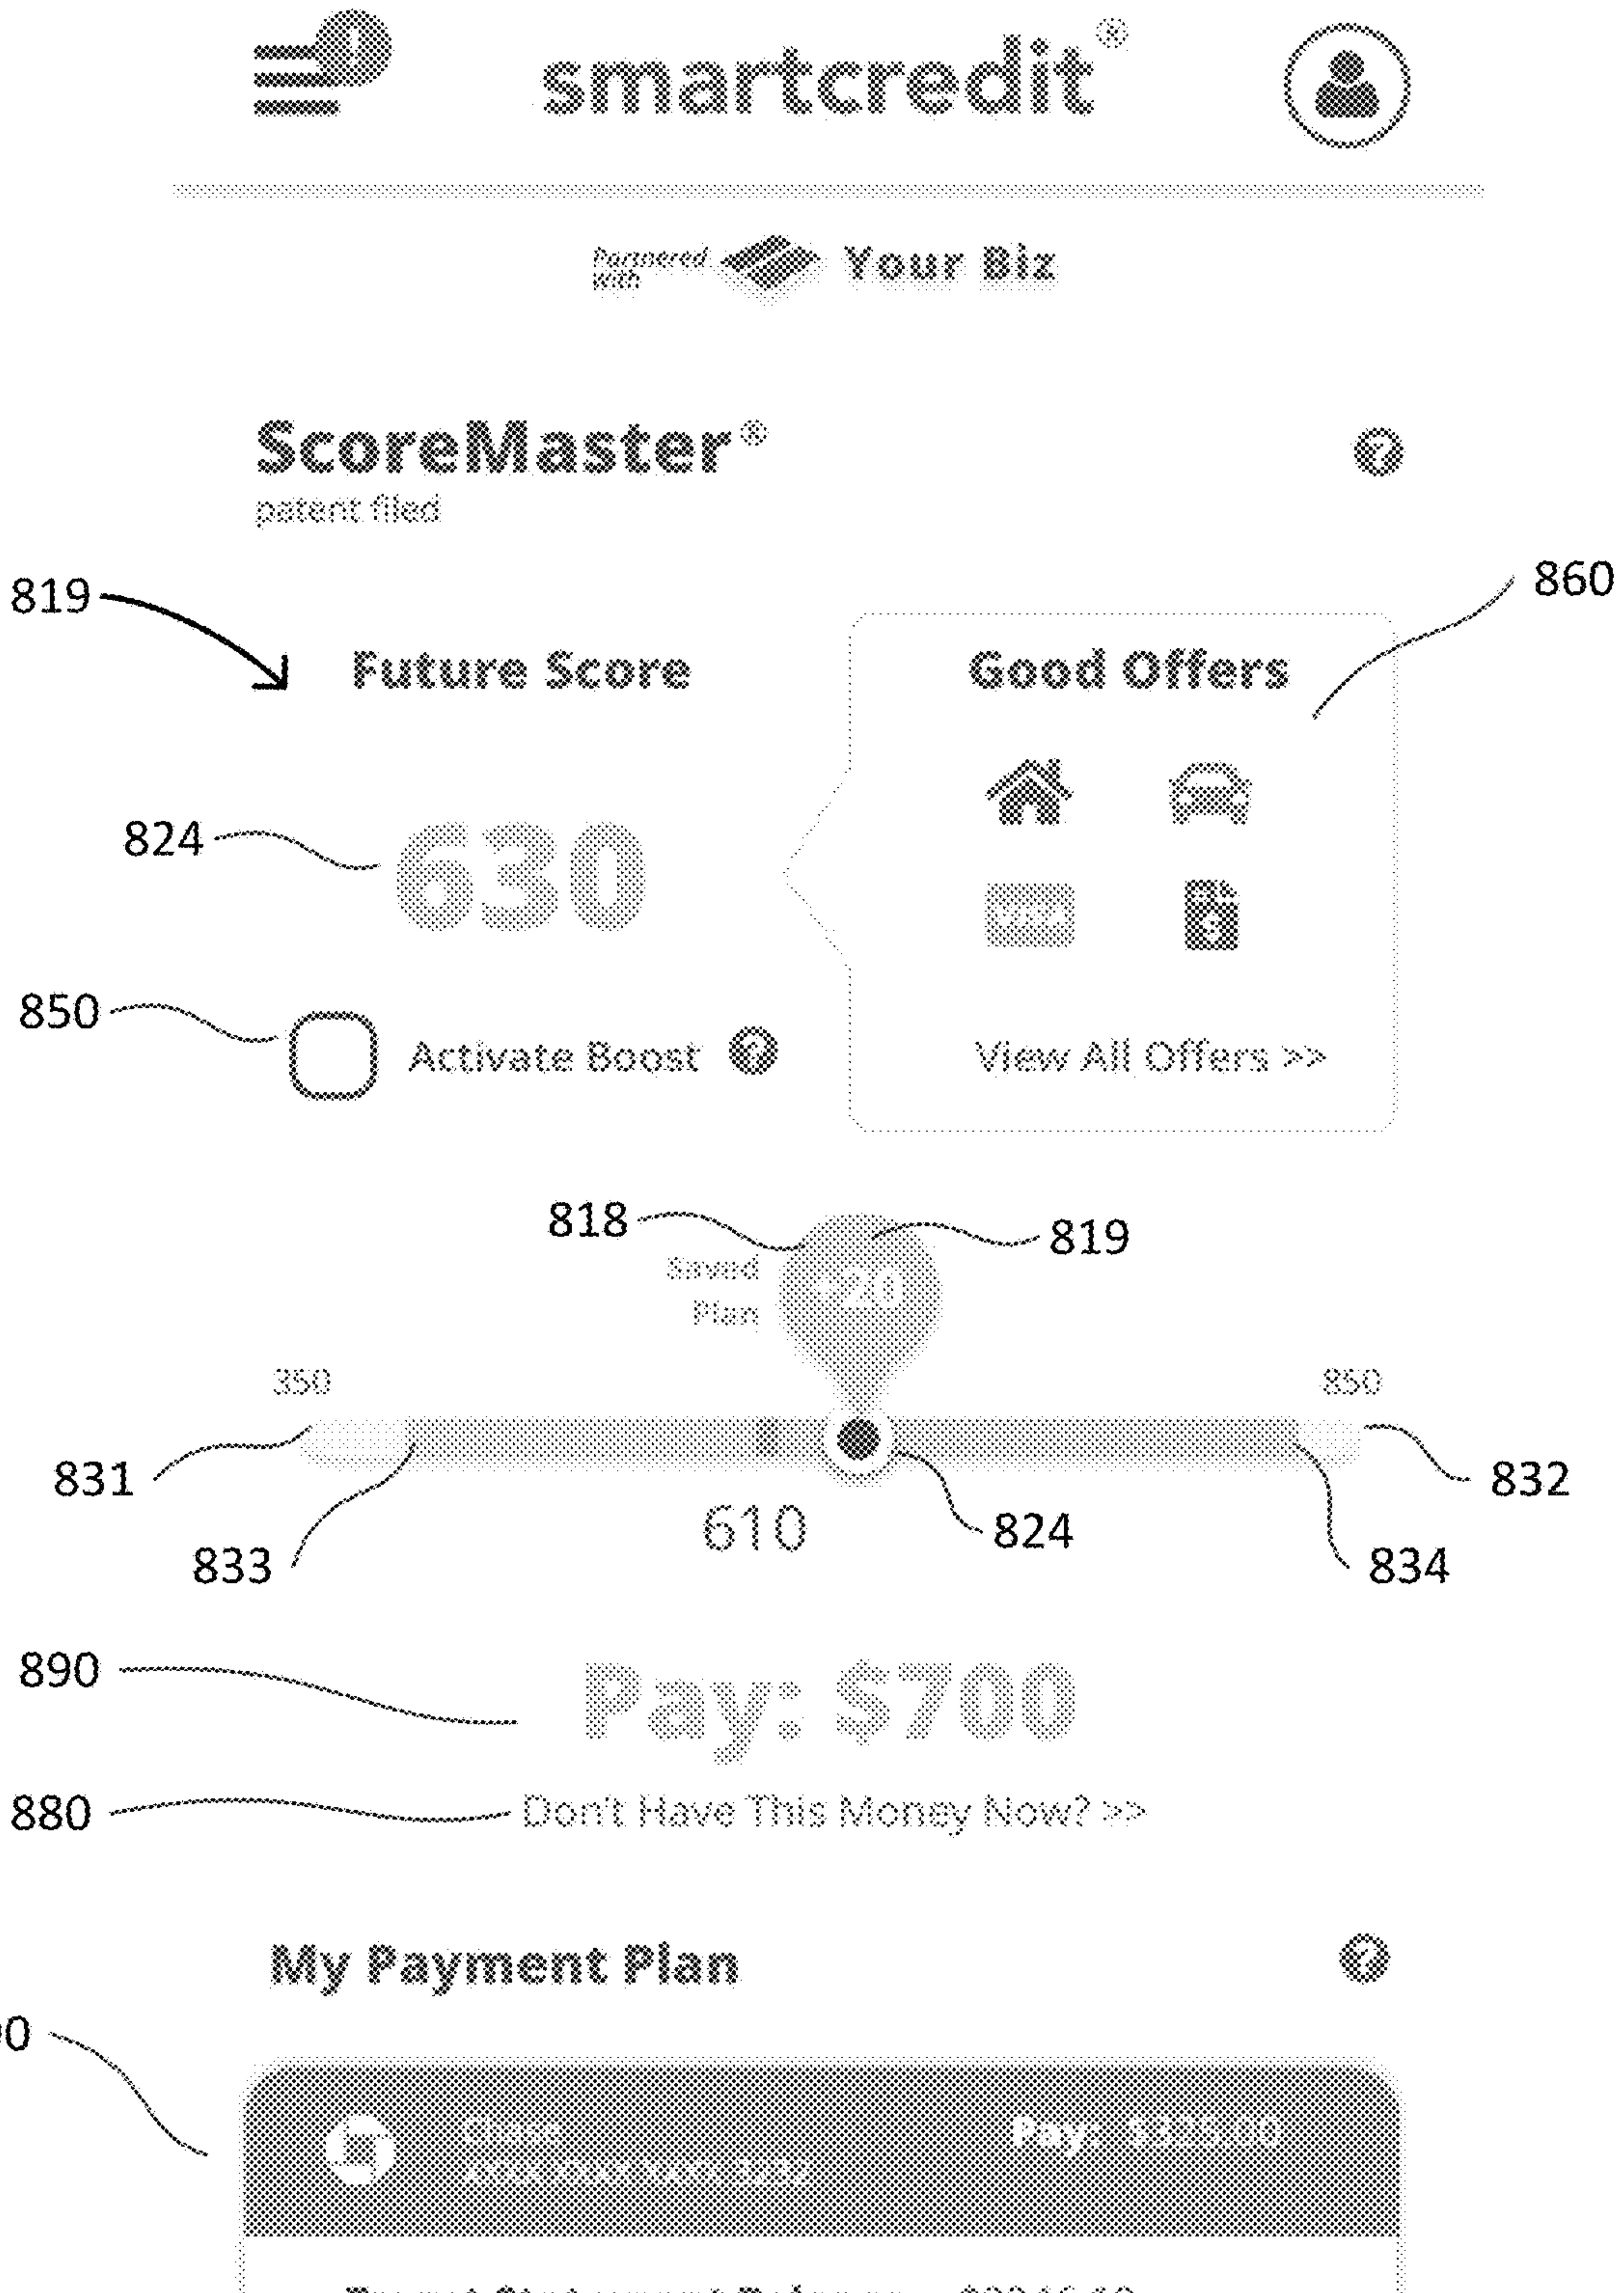 smartcredit®
Partnered with
Your Biz
ScoreMaster®
patent filed
819
860
Future Score
Good Offers
824
630
850
Activate Boost
View All Offers >>
818
819
Saved
Plan
350
850
831
832
610
824
833
834
890
Pay: $700
880
Don't Have This Money Now? >>
My Payment Plan
Pay: